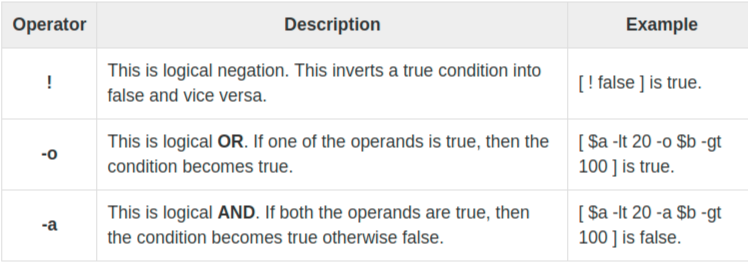 Operator Description Example
! This is logical negation. This inverts a true condition into [ ! false ] is true.
false and vice versa.
-o This is logical OR. If one of the operands is true, then the [ $a -lt 20 -o $b -gt
condition becomes true. 100 ] is true.
-a This is logical AND. If both the operands are true, then [ $a -lt 20 -a $b -gt
the condition becomes true otherwise false. 100 ] is false.